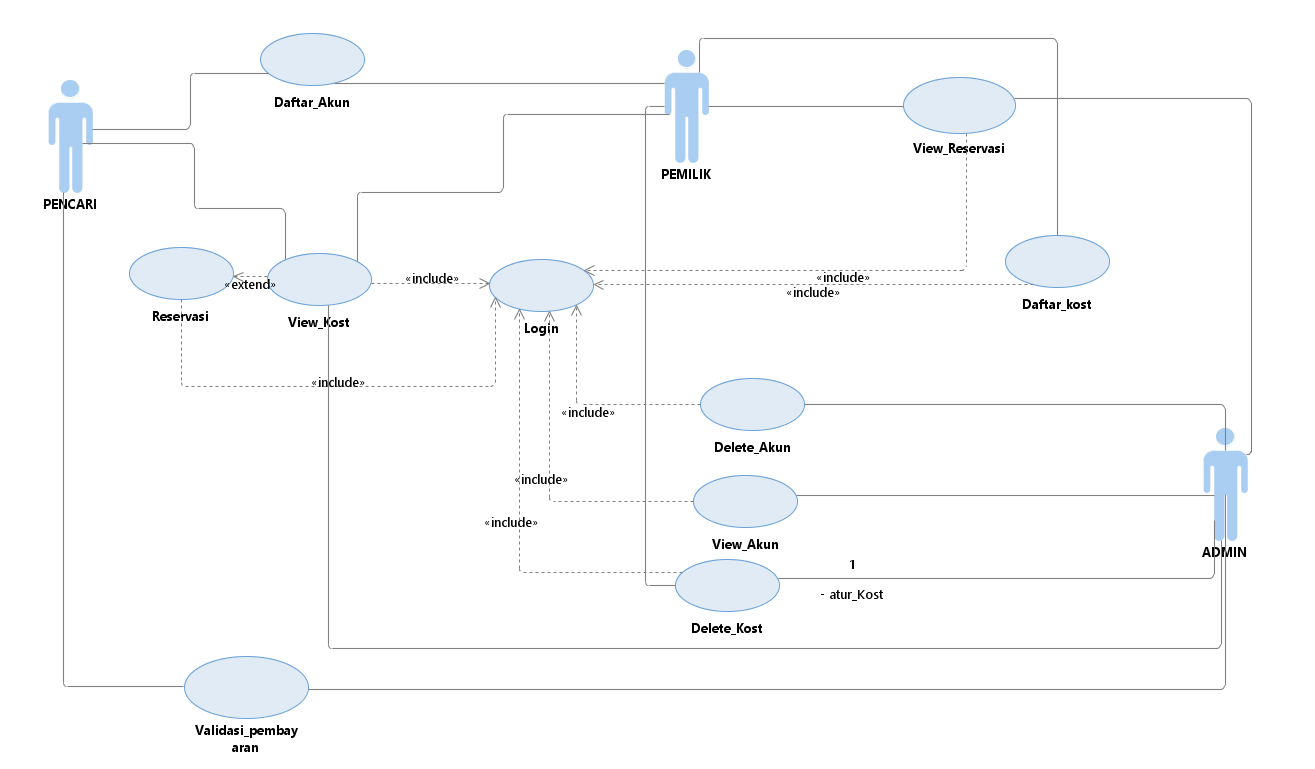 Daftar_Akun
PENCARI
PEMILIK
View_Reservasi
Reservasi
«extend»
View_Kost
«include»
Login
«include»
«include»
Daftar_kost
«include»
«include»
Delete_Akun
«include»
«include»
View_Akun
ADMIN
1
- atur_Kost
Delete_Kost
Validasi_pembay
aran